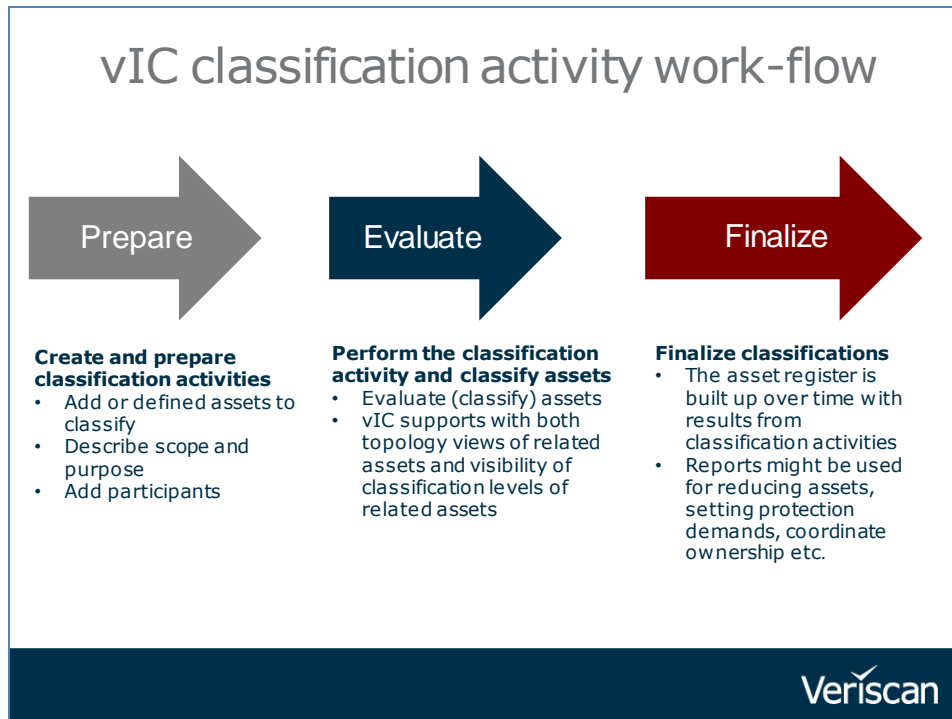 vIC classification activity work-flow
Prepare
Evaluate
Finalize
Create and prepare
classification activities
• Add or defined assets to
classify
• Describe scope and
purpose
• Add participants
Perform the classification
activity and classify assets
• Evaluate (classify) assets
• vIC supports with both
topology views of related
assets and visibility of
classification levels of
related assets
Finalize classifications
• The asset register is
built up over time with
results from
classification activities
• Reports might be used
for reducing assets,
setting protection
demands, coordinate
ownership etc.
Veriscan